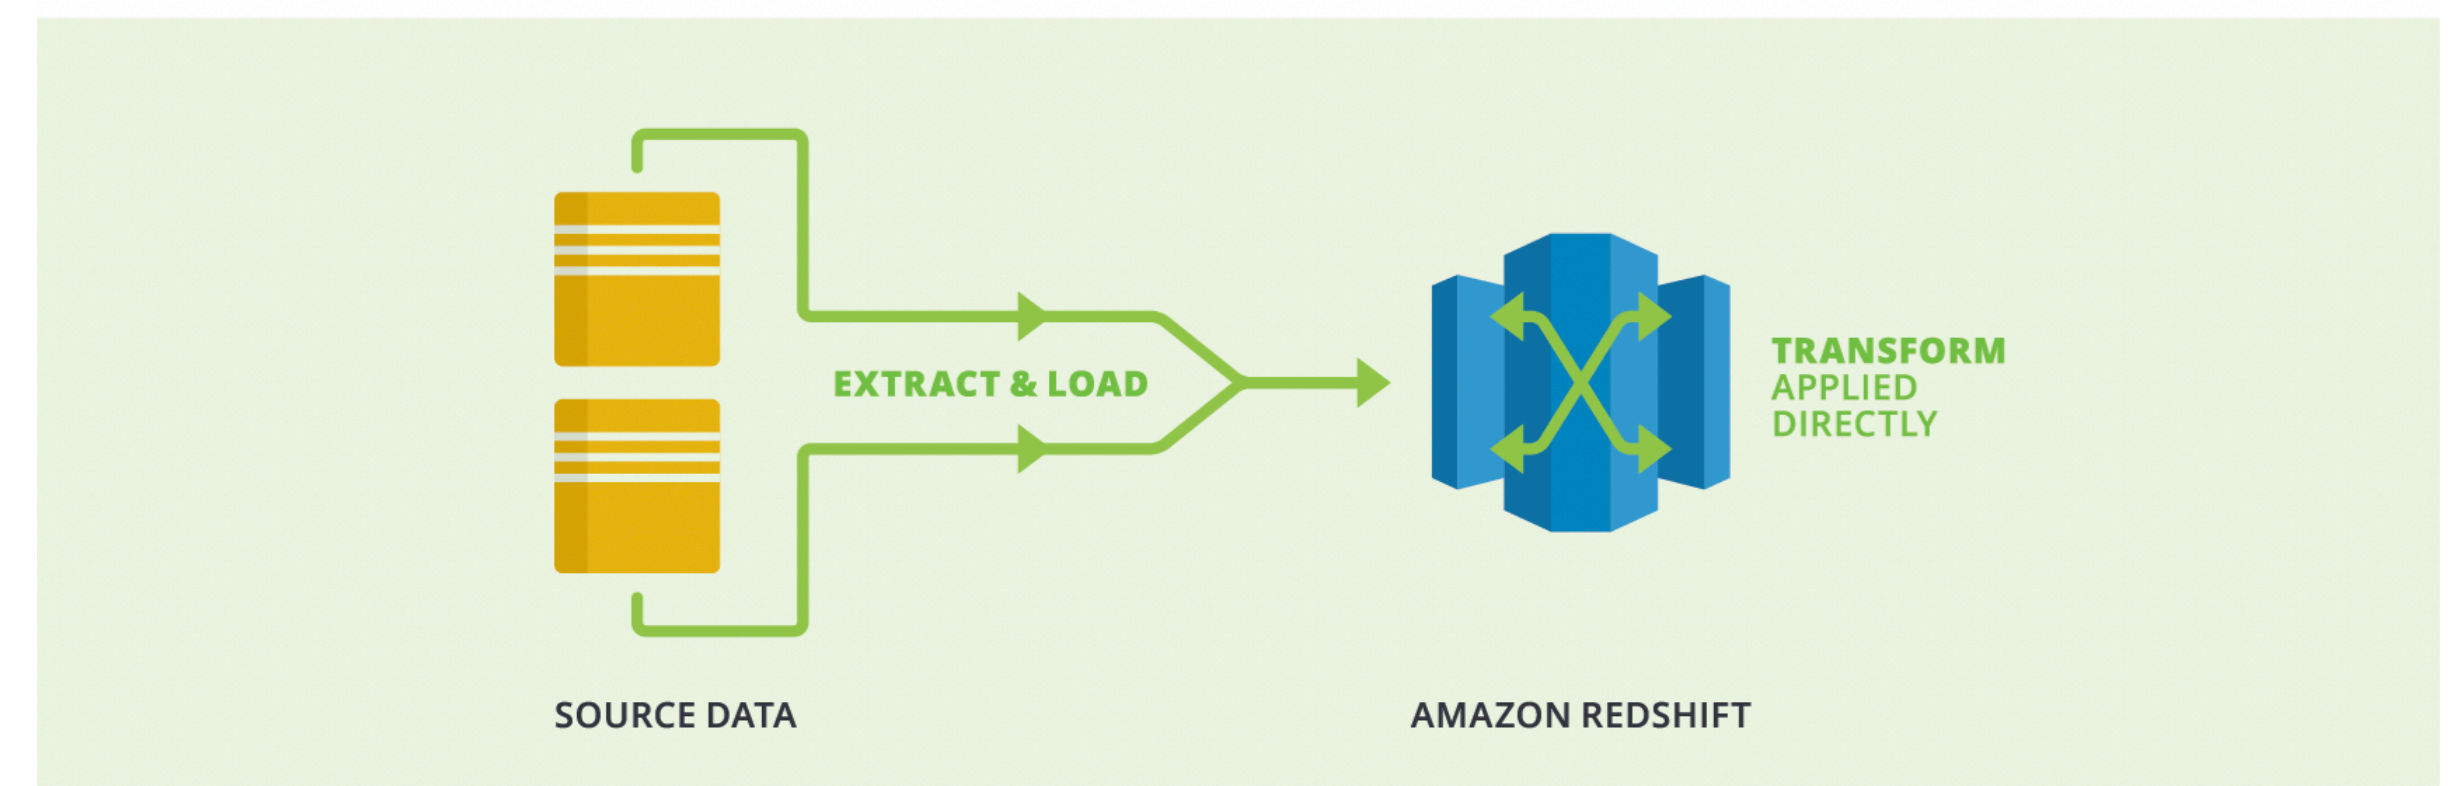 EXTRACT & LOAD
TRANSFORM
APPLIED
DIRECTLY
SOURCE DATA
AMAZON REDSHIFT